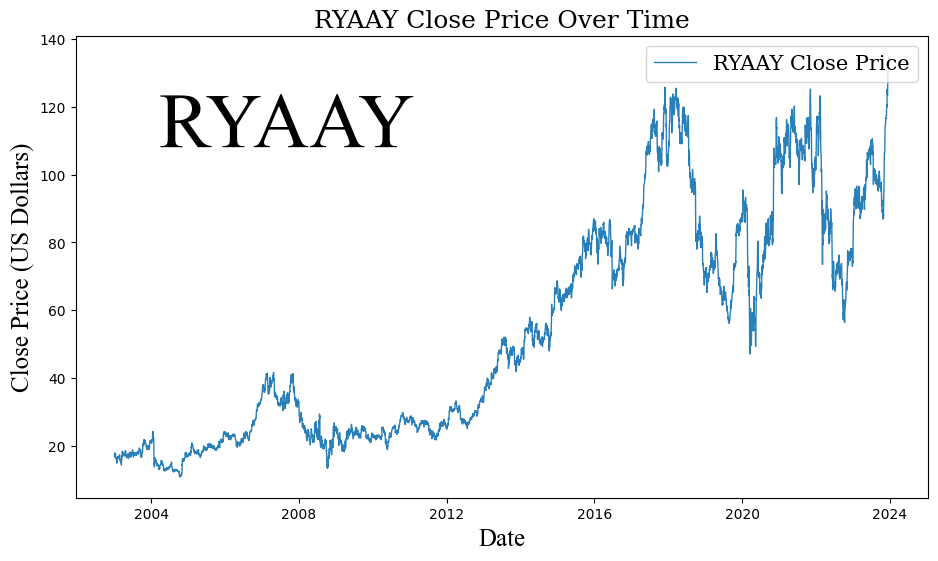 RYAAY Close Price Over Time
RYAAY Close Price
RYAAY
Close Price (US Dollars)
140
120
100
80
60
40
20
2004 2008 2012 2016 2020 2024
Date